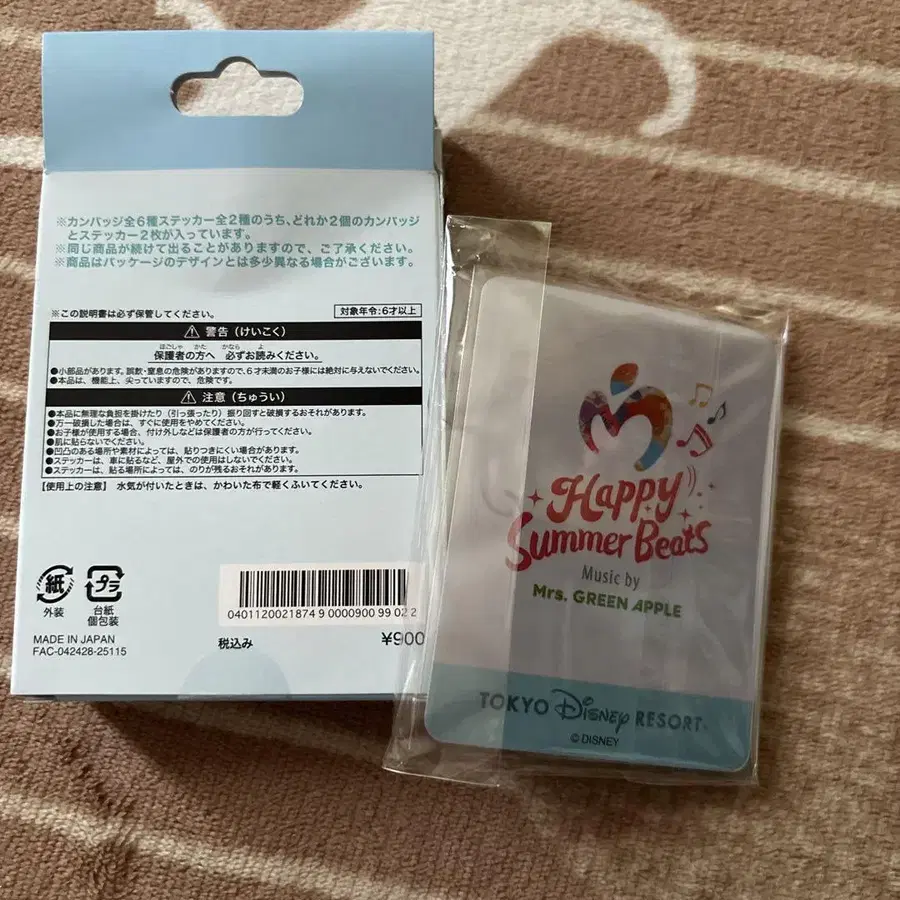 ※カンバッジ全6種ステッカー全2種のうち、どれか2個のカンバッジ
とステッカー2枚が入っています。
※同じ商品が続けて出ることがありますので、ご了承ください。
※商品はパッケージのデザインとは多少異なる場合がございます。
※この説明書は必ず保管してください。
対象年令:6才以上
警告(けいこく)
ほごしゃ かた かなら よ
保護者の方へ 必ずお読みください。
●小部品があります。誤飲・窒息の危険がありますので、6才未満のお子様には絶対に与えないでください。
●本品は、機能上、尖っていますので、危険です。
注意(ちゅうい)
●本品に無理な負担を掛けたり(引っ張ったり)振り回すと破損するおそれがあります。
●万一破損した場合は、すぐに使用をやめてください。
●お子様が使用する場合、付け外しなどは保護者の方が行ってください。
●肌に貼らないでください。
●凹凸のある場所や素材によっては、貼りつきにくい場合があります。
●ステッカーは、車に貼るなど、屋外での使用はしないでください。
●ステッカーは、貼る場所によっては、のりが残るおそれがあります。
【使用上の注意】 水気が付いたときは、かわいた布で軽くふいてください。
紙
外装
プラ
台紙
個包装
0401120021874 9 0000900 99 02 2
MADE IN JAPAN
FAC-042428-25115
税込み
¥900
Happy
Summer Beats
Music by
Mrs. GREEN APPLE
TOKYO Disney RESORT
© DISNEY